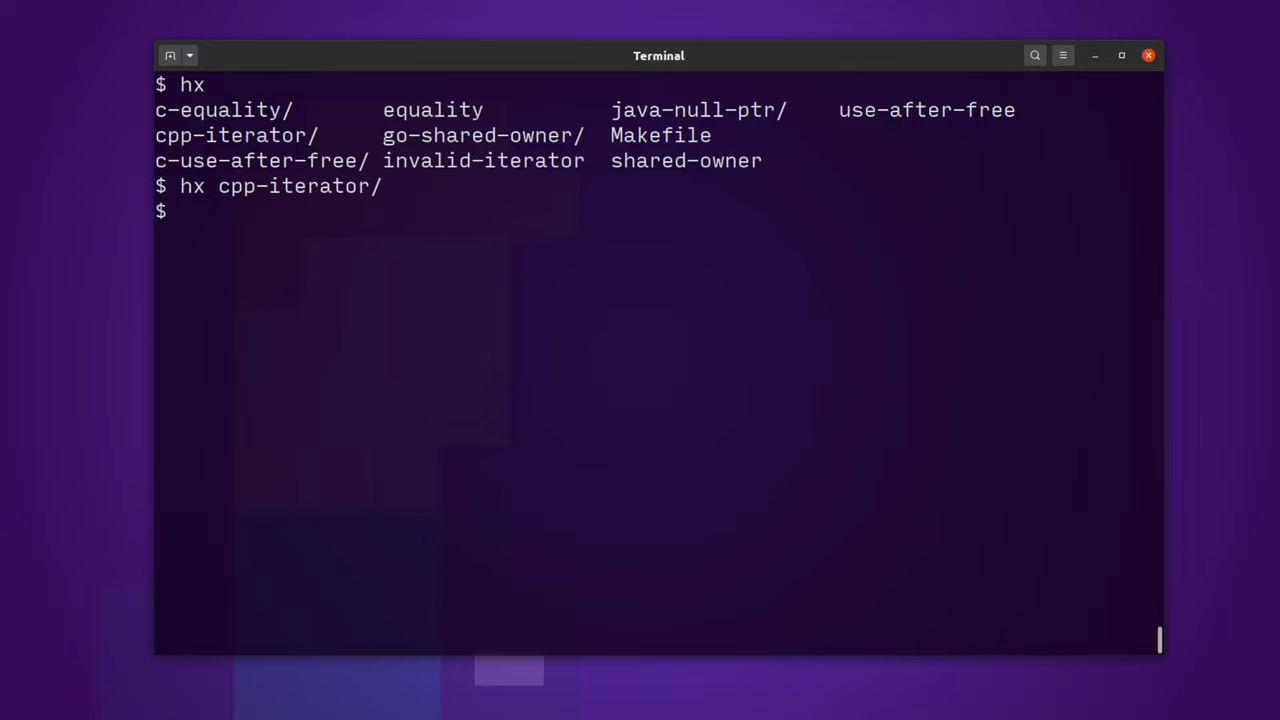 Terminal
$ hx
c-equality/ equality java-null-ptr/ use-after-free
cpp-iterator/ go-shared-owner/ Makefile
c-use-after-free/ invalid-iterator shared-owner
$ hx cpp-iterator/
$